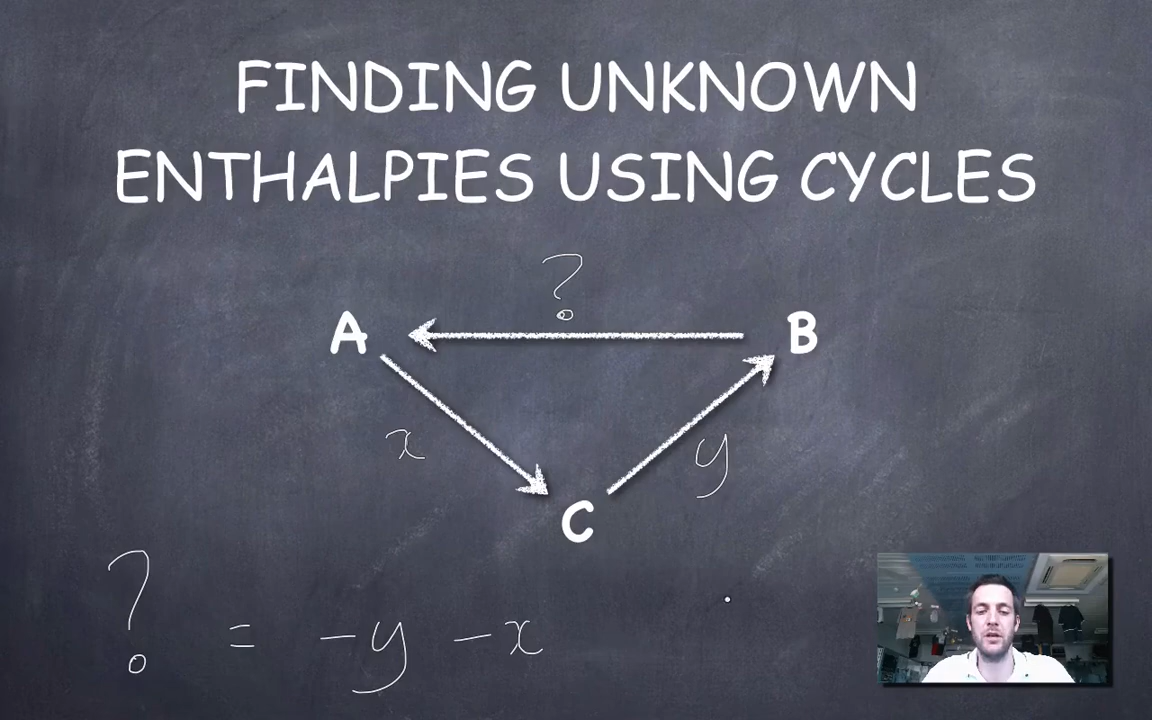 FINDING UNKNOWN
ENTHALPIES USING CYCLES
?
A
B
x
y
C
? = -y -x